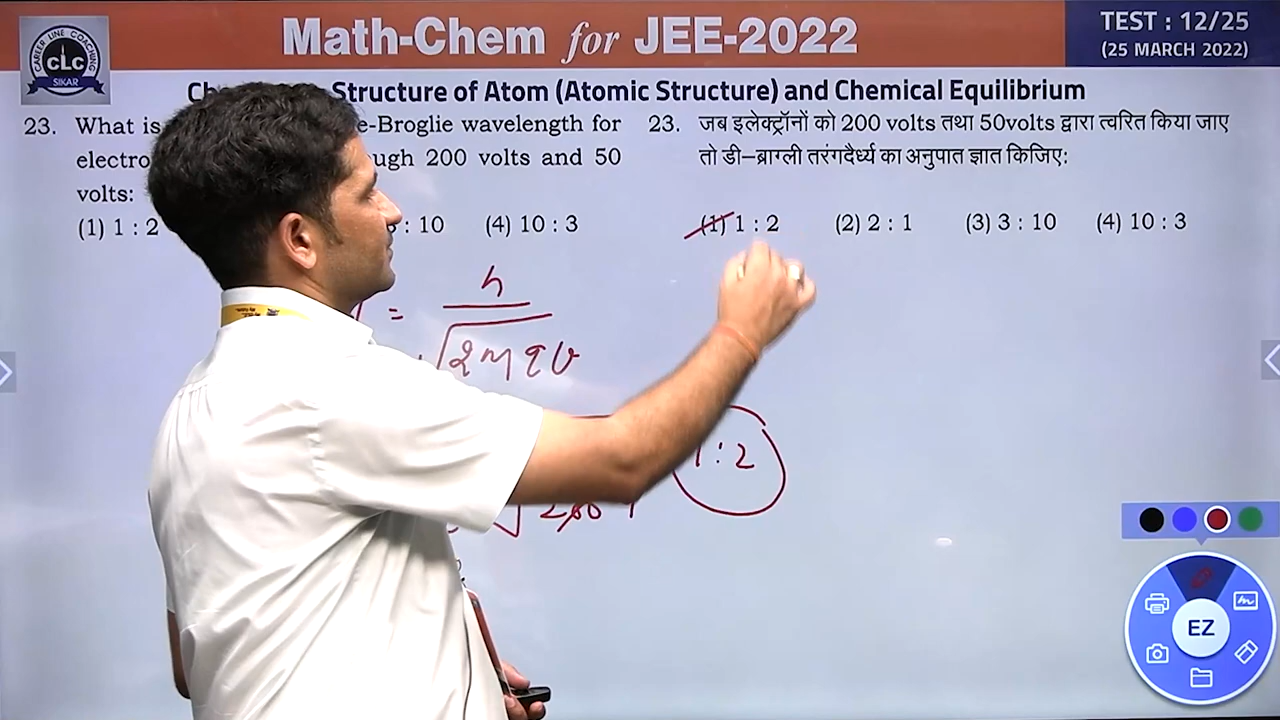 Math-Chem for JEE-2022
TEST : 12/25
(25 MARCH 2022)
CAREER LINE COACHING
CLC
SIKAR
Structure of Atom (Atomic Structure) and Chemical Equilibrium
23. What is e-Broglie wavelength for
electro ugh 200 volts and 50
volts:
(1) 1 : 2 : 10 (4) 10 : 3
23. जब इलेक्ट्रॉनों को 200 volts तथा 50volts द्वारा त्वरित किया जाए
तो डी–ब्राग्ली तरंगदैर्ध्य का अनुपात ज्ञात किजिए:
(1) 1 : 2 (2) 2 : 1 (3) 3 : 10 (4) 10 : 3
= h
√2mqv
1:2
200
EZ